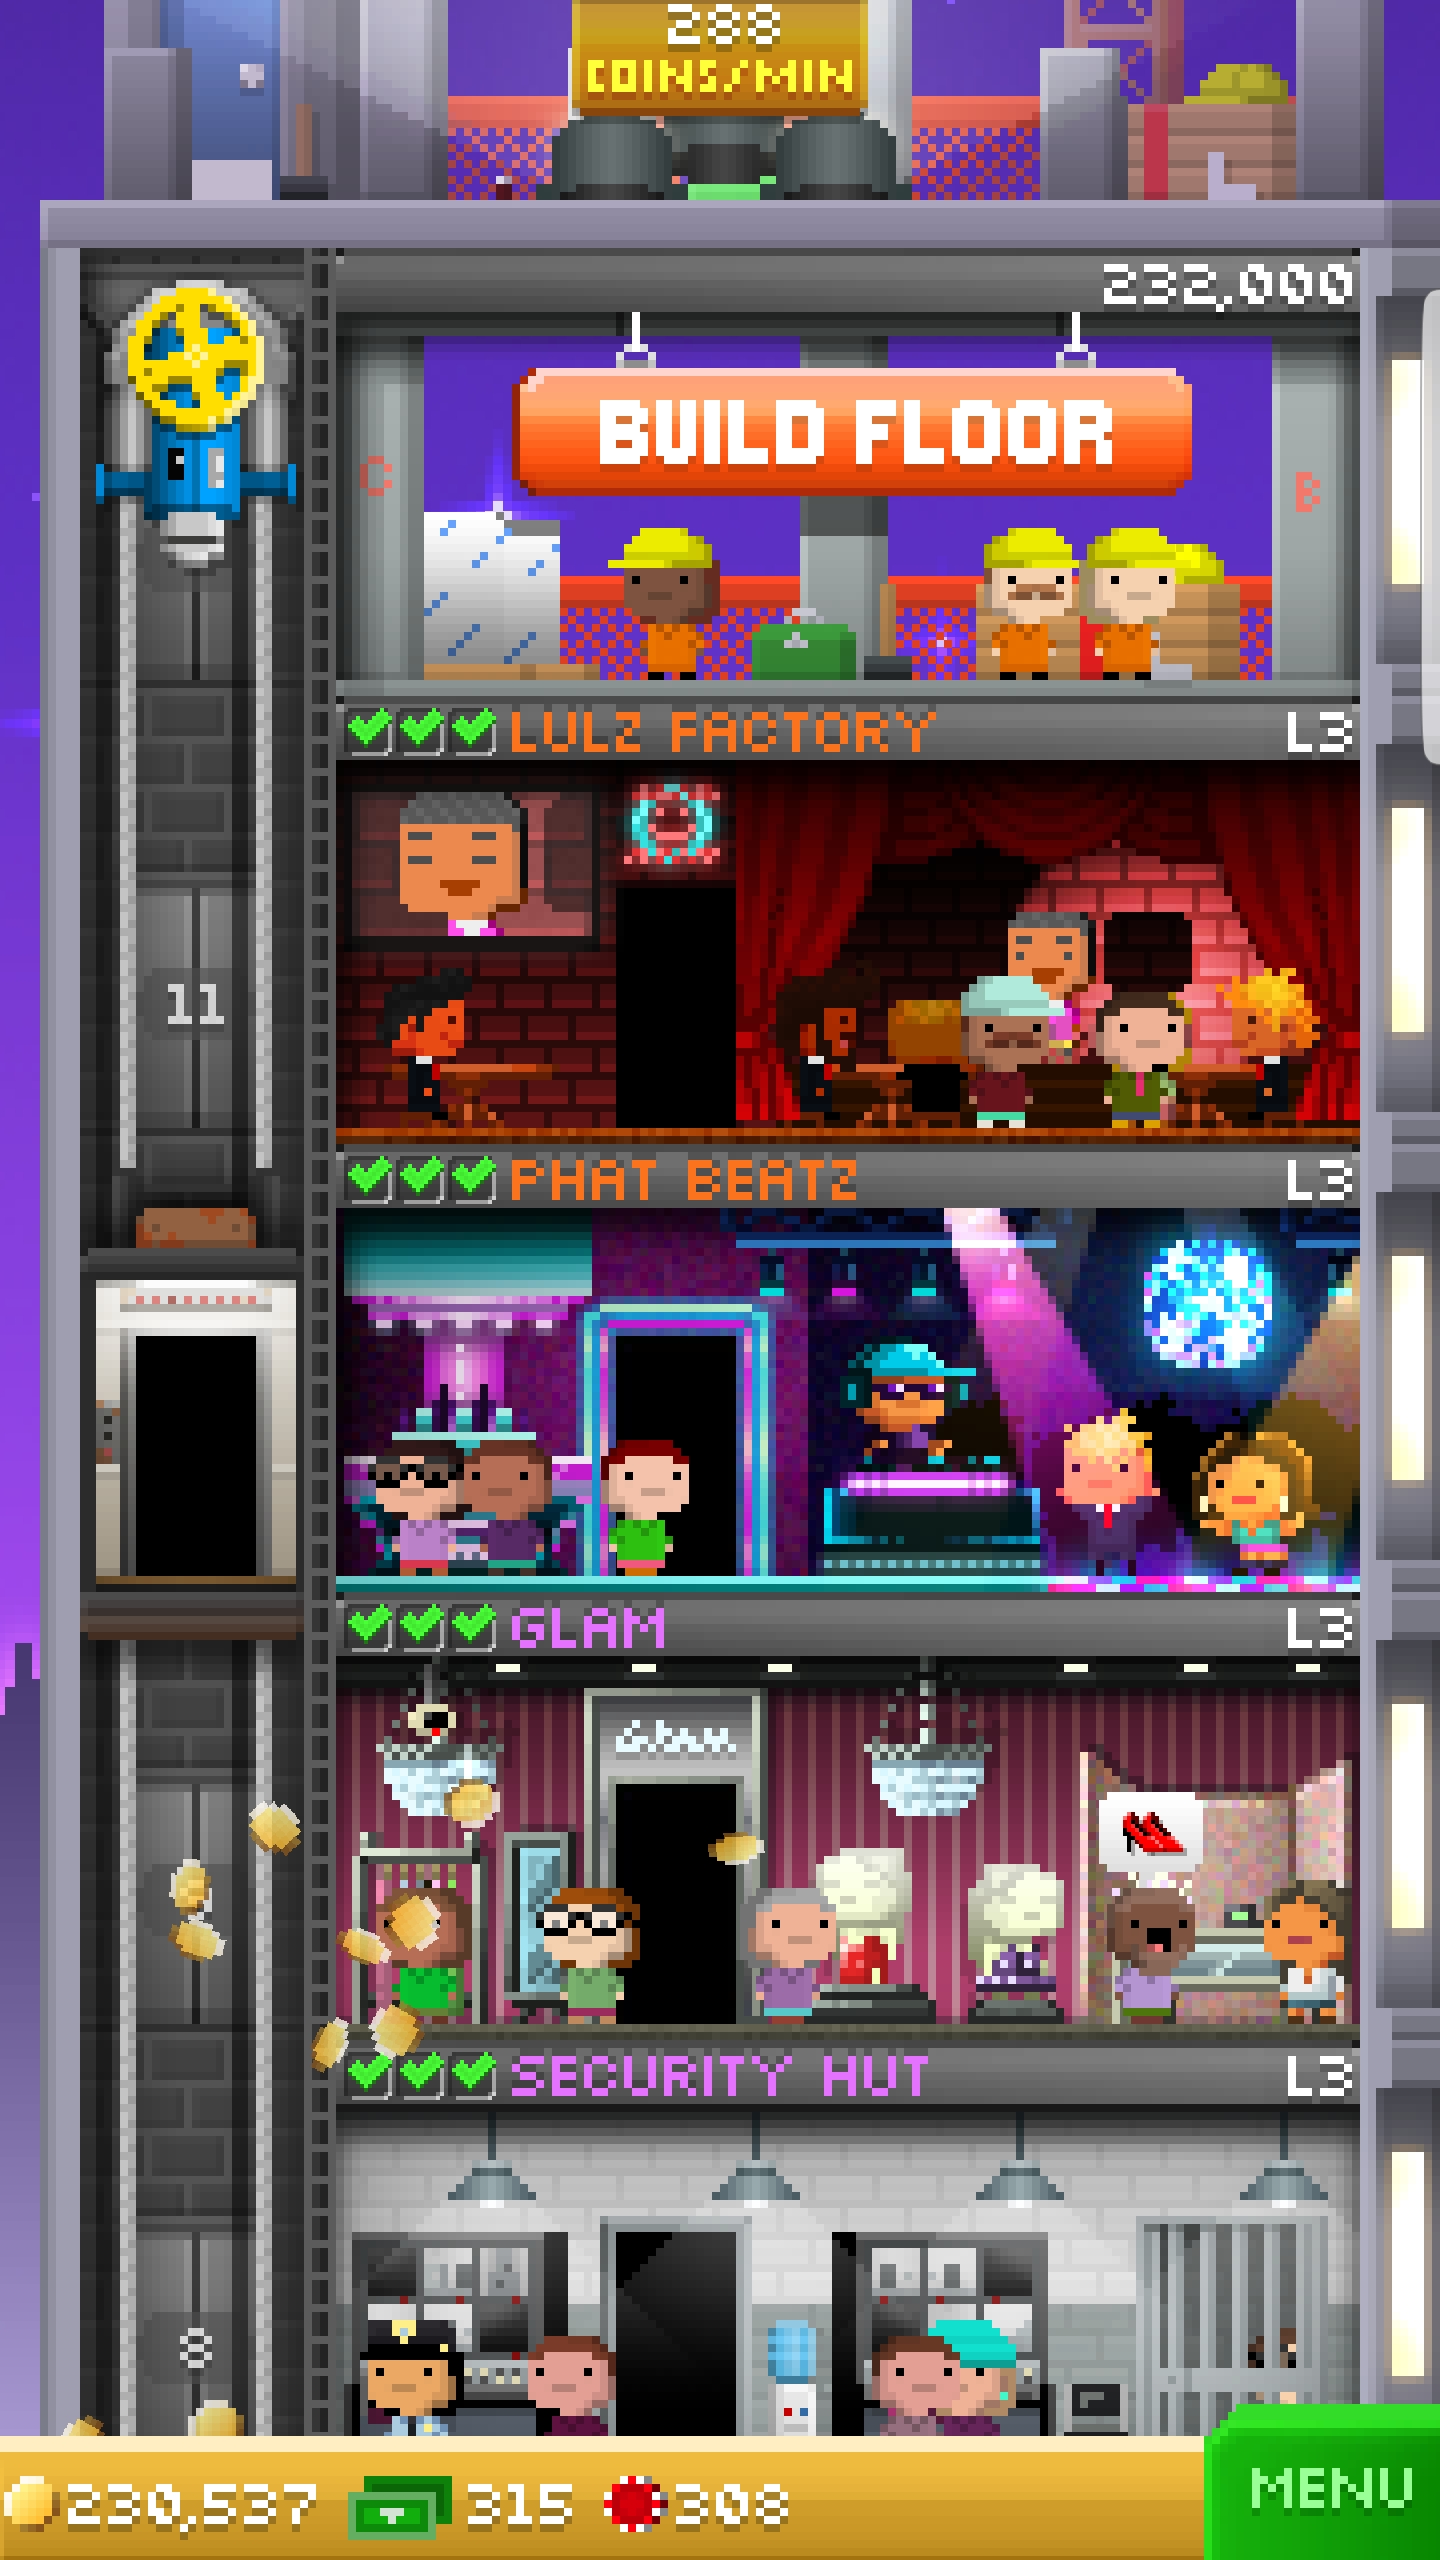 288
COINS/MIN
232,000
BUILD FLOOR
C
B
LULZ FACTORY L3
11
PHAT BEATZ L3
GLAM L3
Glam
SECURITY HUT L3
8
230,537 315 308
MENU